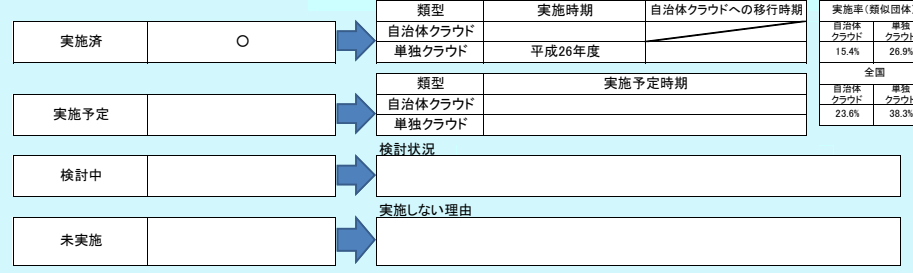 実施済 ○
類型 実施時期 自治体クラウドへの移行時期
自治体クラウド
単独クラウド 平成26年度
実施率(類似団体)
自治体クラウド 単独クラウド
15.4% 26.9%
全国
自治体クラウド 単独クラウド
23.6% 38.3%
実施予定
類型 実施予定時期
自治体クラウド
単独クラウド
検討中
検討状況
未実施
実施しない理由